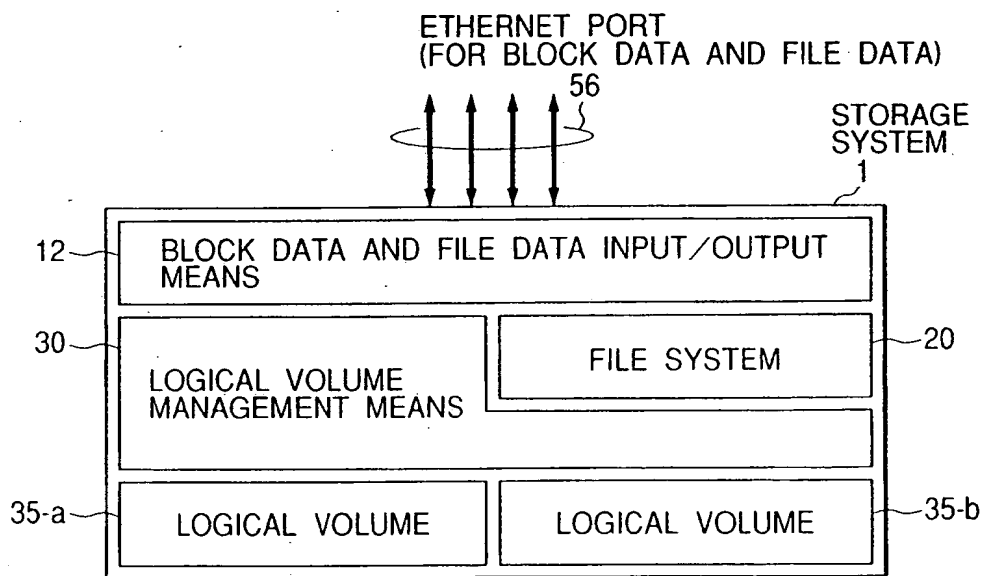 ETHERNET PORT
(FOR BLOCK DATA AND FILE DATA)
56
STORAGE
SYSTEM
1
12
BLOCK DATA AND FILE DATA INPUT/OUTPUT
MEANS
30
LOGICAL VOLUME
MANAGEMENT MEANS
FILE SYSTEM
20
35-a
LOGICAL VOLUME
LOGICAL VOLUME
35-b